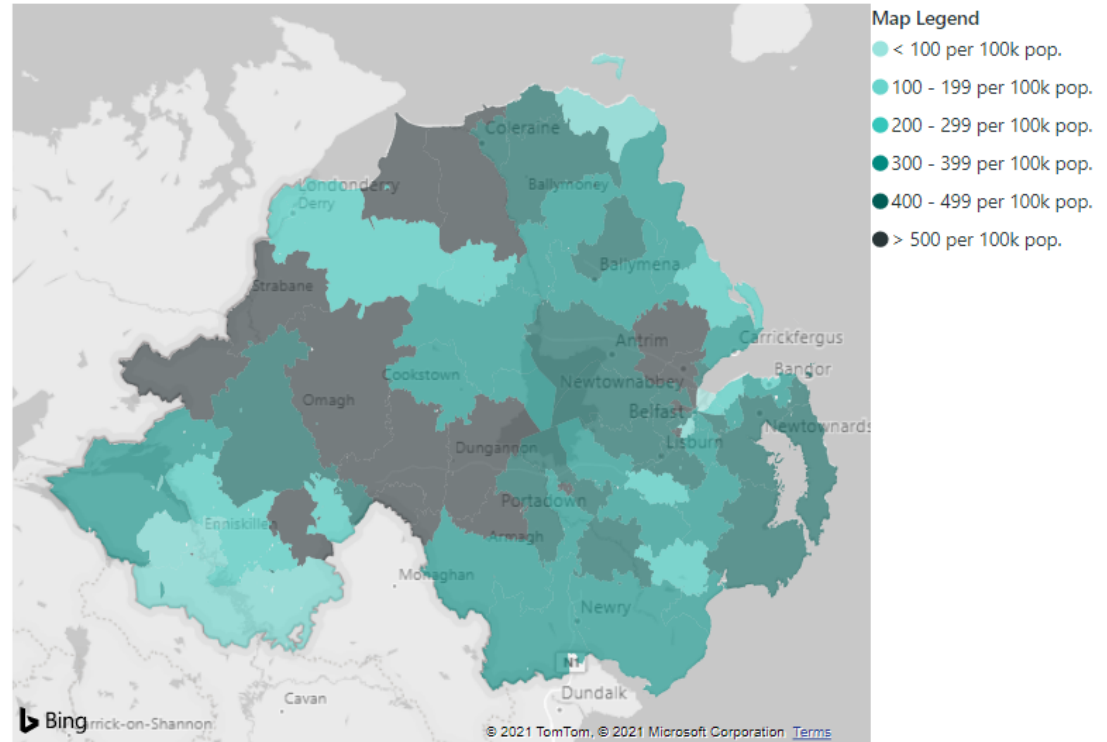 Map Legend
< 100 per 100k pop.
100 - 199 per 100k pop.
200 - 299 per 100k pop.
300 - 399 per 100k pop.
400 - 499 per 100k pop.
> 500 per 100k pop.
Coleraine
Londonderry
Derry
Ballymoney
Ballymena
Strabane
Antrim
Carrickfergus
Cookstown
Bandor
Newtownabbey
Omagh
Belfast
Newtownards
Dungannon
Lisburn
Portadown
Enniskillen
Armagh
Monaghan
Newry
N1
Dundalk
Cavan
Bing
arrick-on-Shannon
© 2021 TomTom, © 2021 Microsoft Corporation Terms